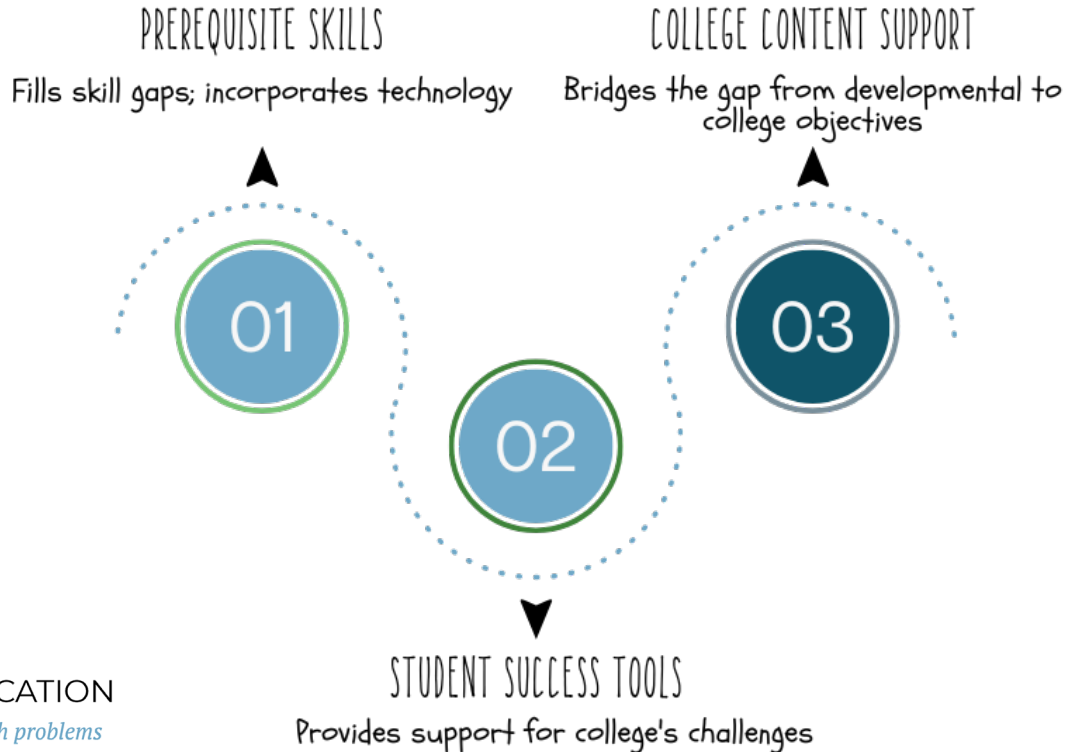 PREREQUISITE SKILLS
Fills skill gaps; incorporates technology
COLLEGE CONTENT SUPPORT
Bridges the gap from developmental to
college objectives
01
02
03
STUDENT SUCCESS TOOLS
Provides support for college's challenges
CATION
h problems